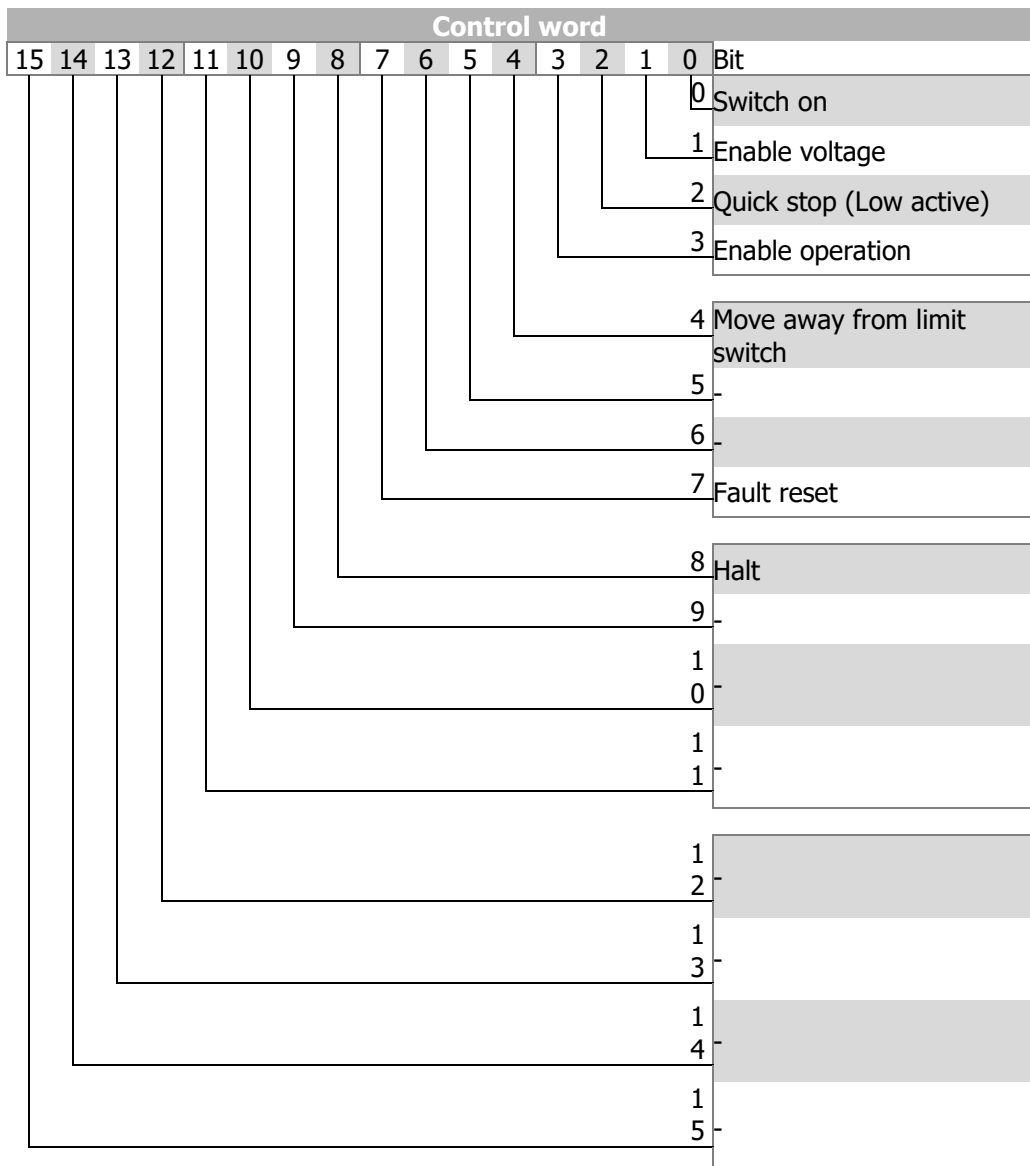 Control word
15 14 13 12 11 10 9 8 7 6 5 4 3 2 1 0 Bit
0 Switch on
1 Enable voltage
2 Quick stop (Low active)
3 Enable operation
4 Move away from limit
switch
5 -
6 -
7 Fault reset
8 Halt
9 -
1
0 -
1
1 -
1
2 -
1
3 -
1
4 -
1
5 -